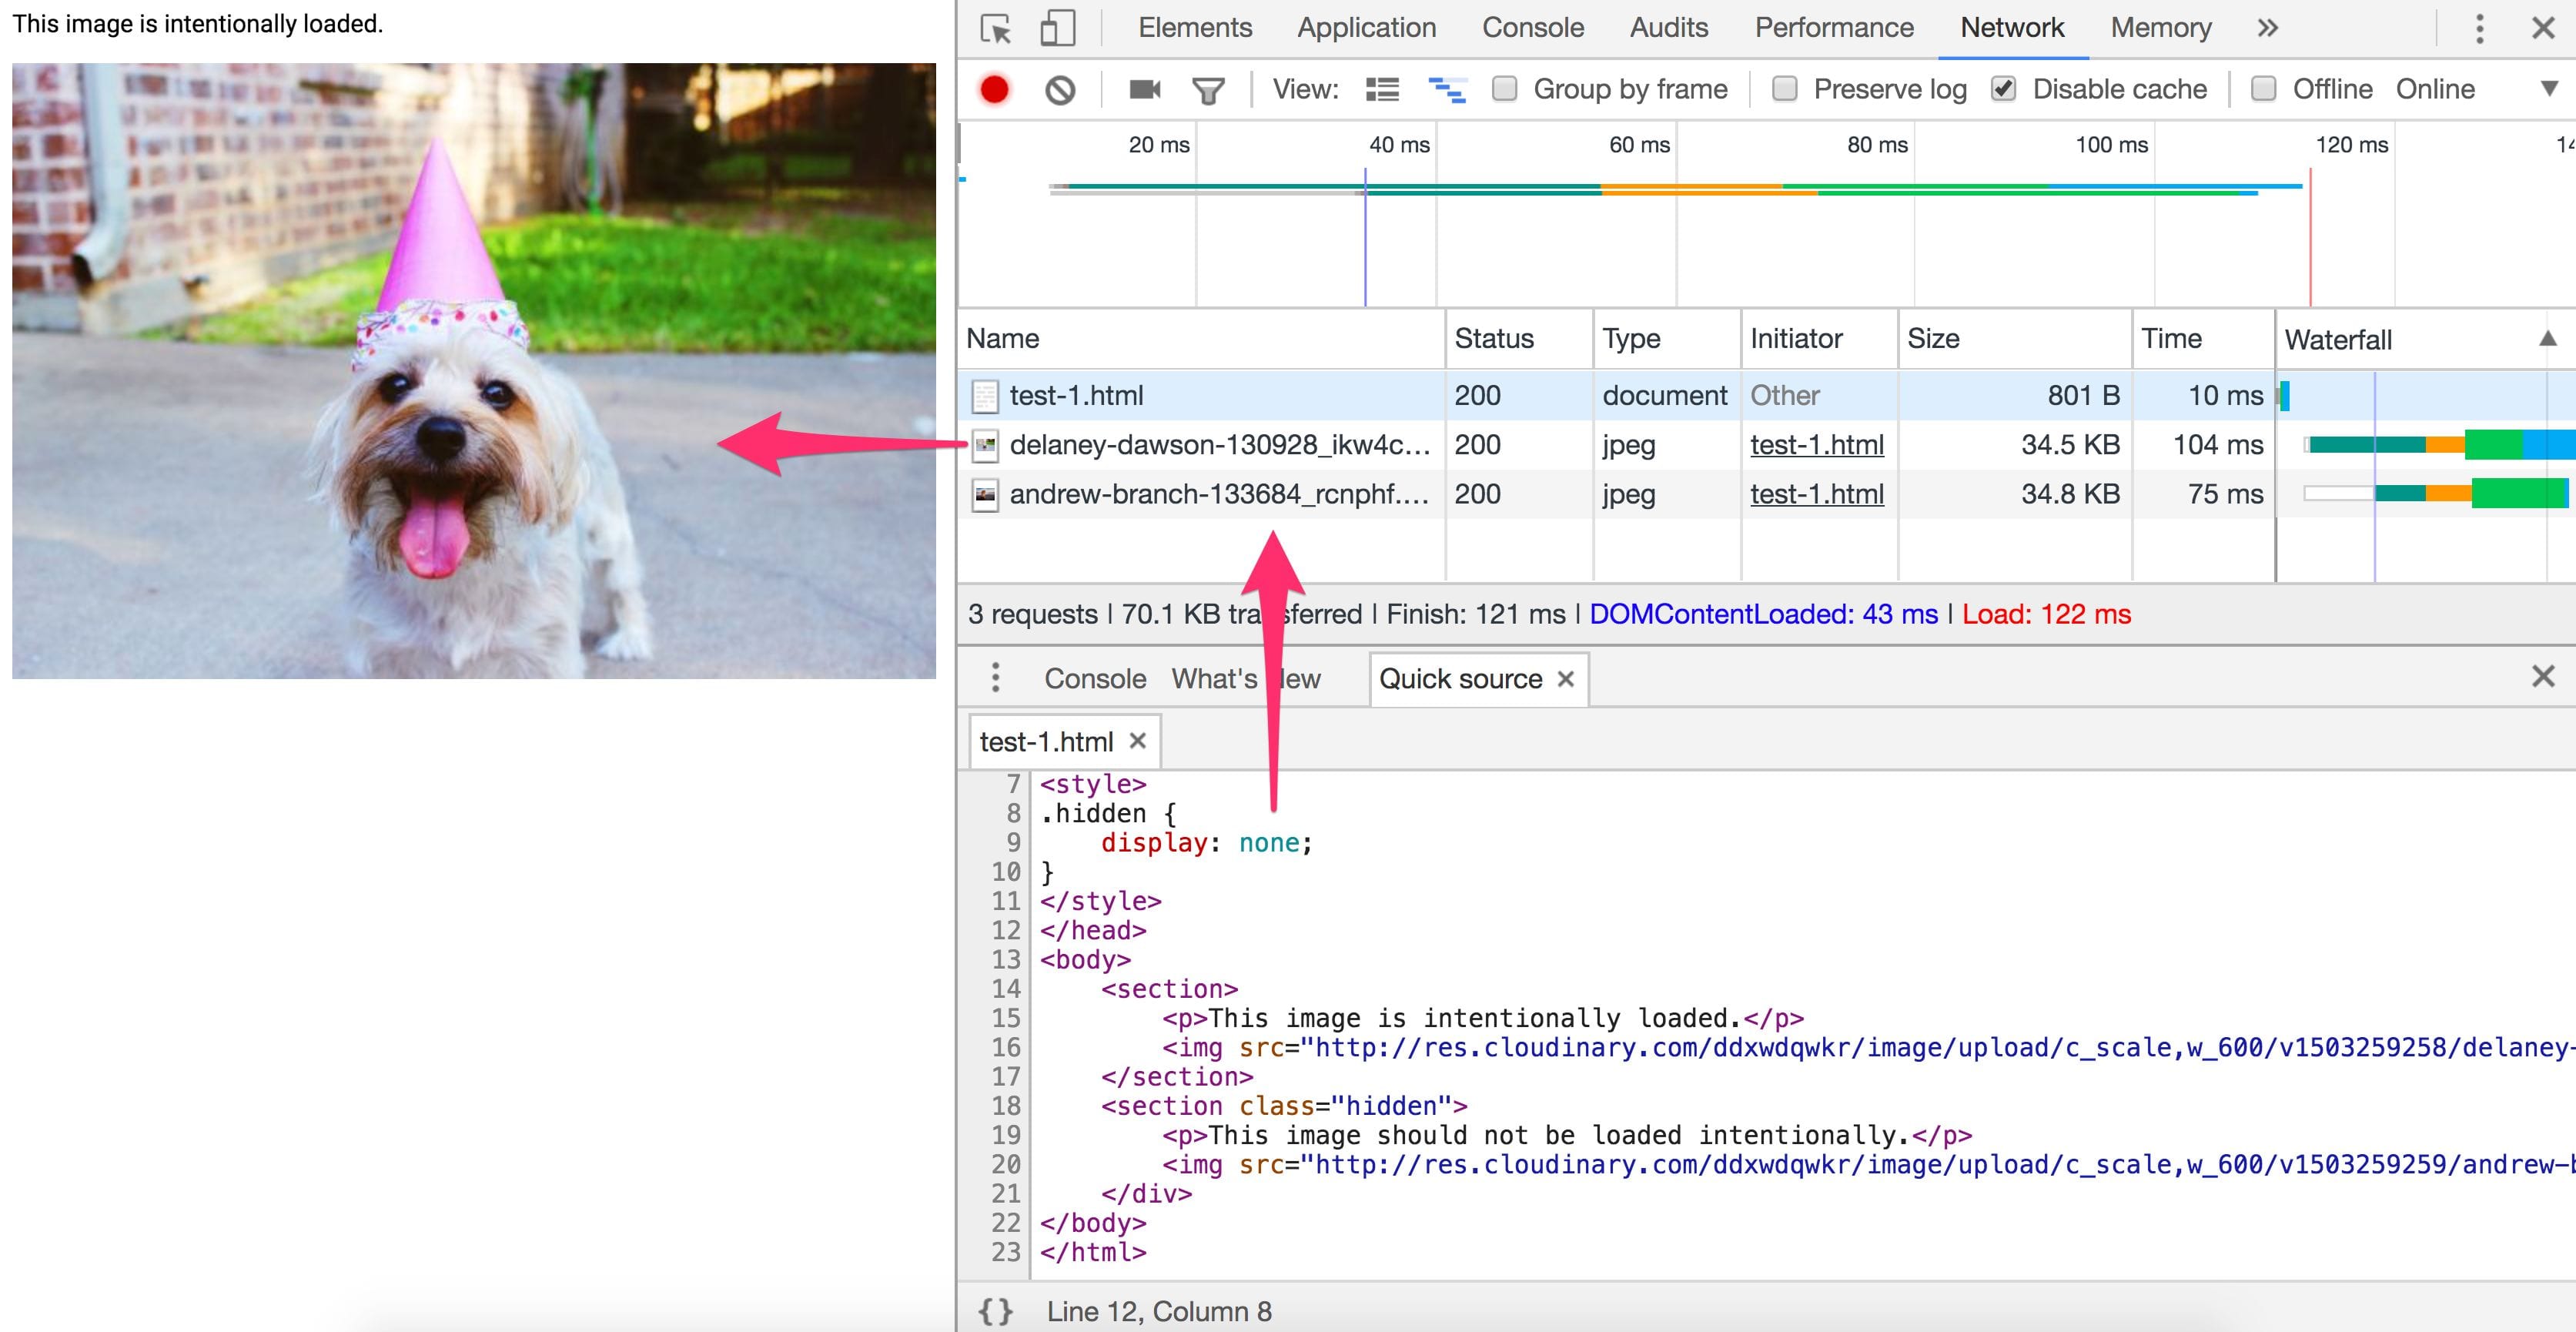 This image is intentionally loaded.
Elements Application Console Audits Performance Network Memory »
View: Group by frame Preserve log Disable cache Offline Online
20 ms 40 ms 60 ms 80 ms 100 ms 120 ms 14
Name Status Type Initiator Size Time Waterfall
test-1.html 200 document Other 801 B 10 ms
delaney-dawson-130928_ikw4c... 200 jpeg test-1.html 34.5 KB 104 ms
andrew-branch-133684_rcnphf.... 200 jpeg test-1.html 34.8 KB 75 ms
3 requests | 70.1 KB transferred | Finish: 121 ms | DOMContentLoaded: 43 ms | Load: 122 ms
Console What's New Quick source ×
test-1.html ×
7 <style>
8 .hidden {
9 display: none;
10 }
11 </style>
12 </head>
13 <body>
14 <section>
15 <p>This image is intentionally loaded.</p>
16 <img src="http://res.cloudinary.com/ddxwdqwkr/image/upload/c_scale,w_600/v1503259258/delaney-
17 </section>
18 <section class="hidden">
19 <p>This image should not be loaded intentionally.</p>
20 <img src="http://res.cloudinary.com/ddxwdqwkr/image/upload/c_scale,w_600/v1503259259/andrew-b
21 </div>
22 </body>
23 </html>
{} Line 12, Column 8